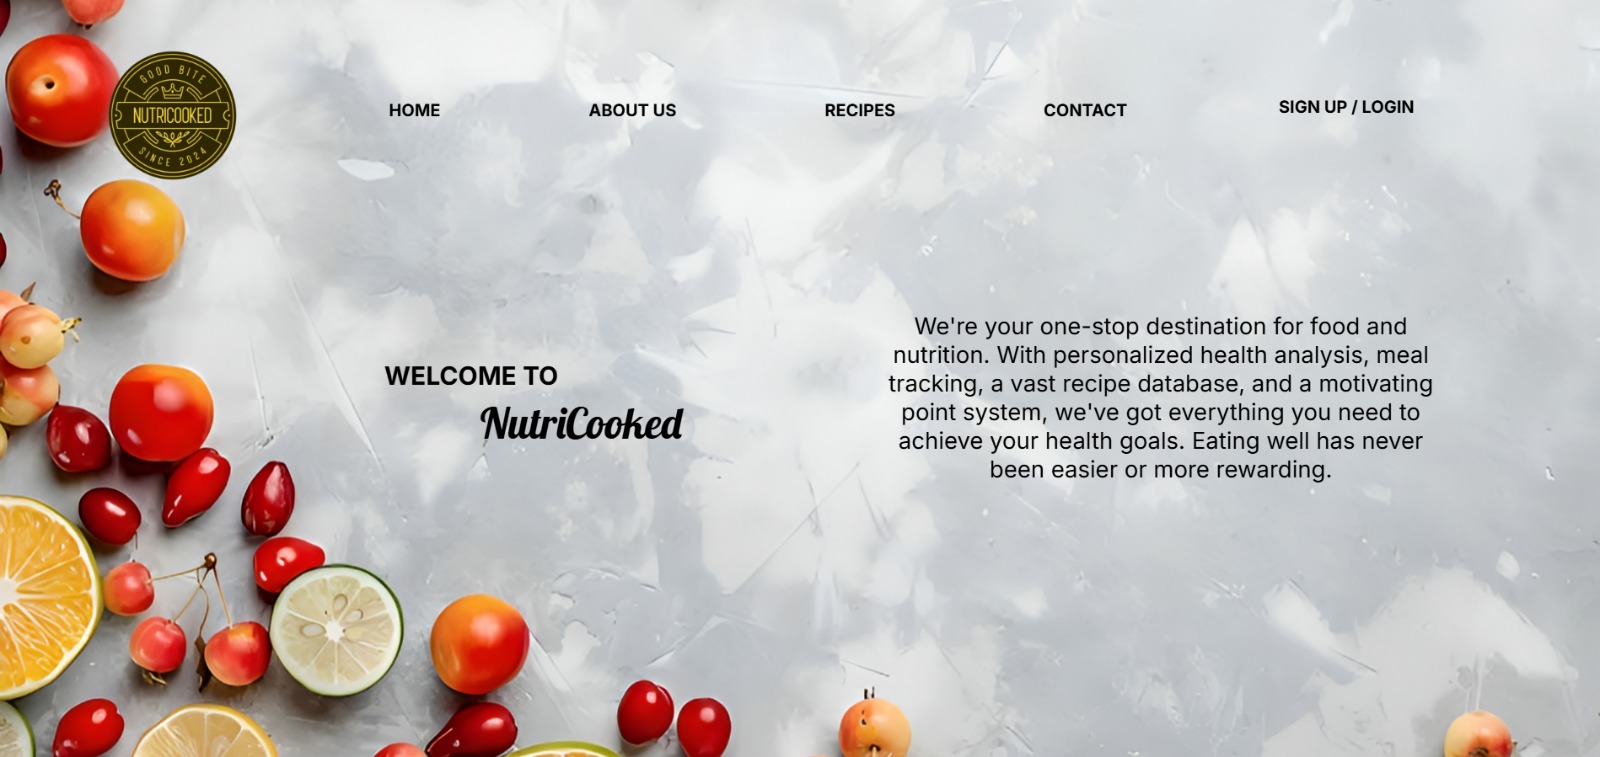 GOOD BITE
NUTRICOOKED
SINCE 2024
HOME
ABOUT US
RECIPES
CONTACT
SIGN UP / LOGIN
WELCOME TO
NutriCooked
We're your one-stop destination for food and
nutrition. With personalized health analysis, meal
tracking, a vast recipe database, and a motivating
point system, we've got everything you need to
achieve your health goals. Eating well has never
been easier or more rewarding.